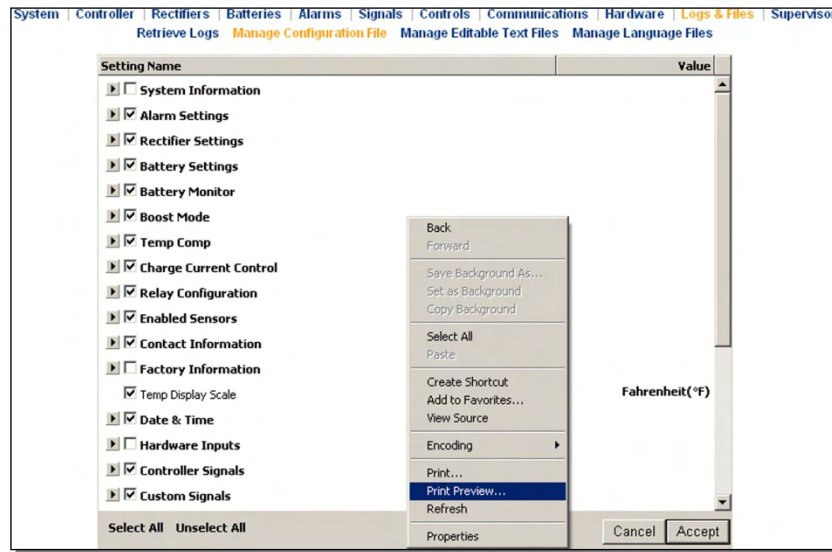 System | Controller | Rectifiers | Batteries | Alarms | Signals | Controls | Communications | Hardware | Logs & Files | Supervisor
Retrieve Logs Manage Configuration File Manage Editable Text Files Manage Language Files
Setting Name Value
System Information
Alarm Settings
Rectifier Settings
Battery Settings
Battery Monitor
Boost Mode
Temp Comp
Charge Current Control
Relay Configuration
Enabled Sensors
Contact Information
Factory Information
Temp Display Scale Fahrenheit(°F)
Date & Time
Hardware Inputs
Controller Signals
Custom Signals
Select All Unselect All
Cancel Accept
Back
Forward
Save Background As...
Set as Background
Copy Background
Select All
Paste
Create Shortcut
Add to Favorites...
View Source
Encoding
Print...
Print Preview...
Refresh
Properties